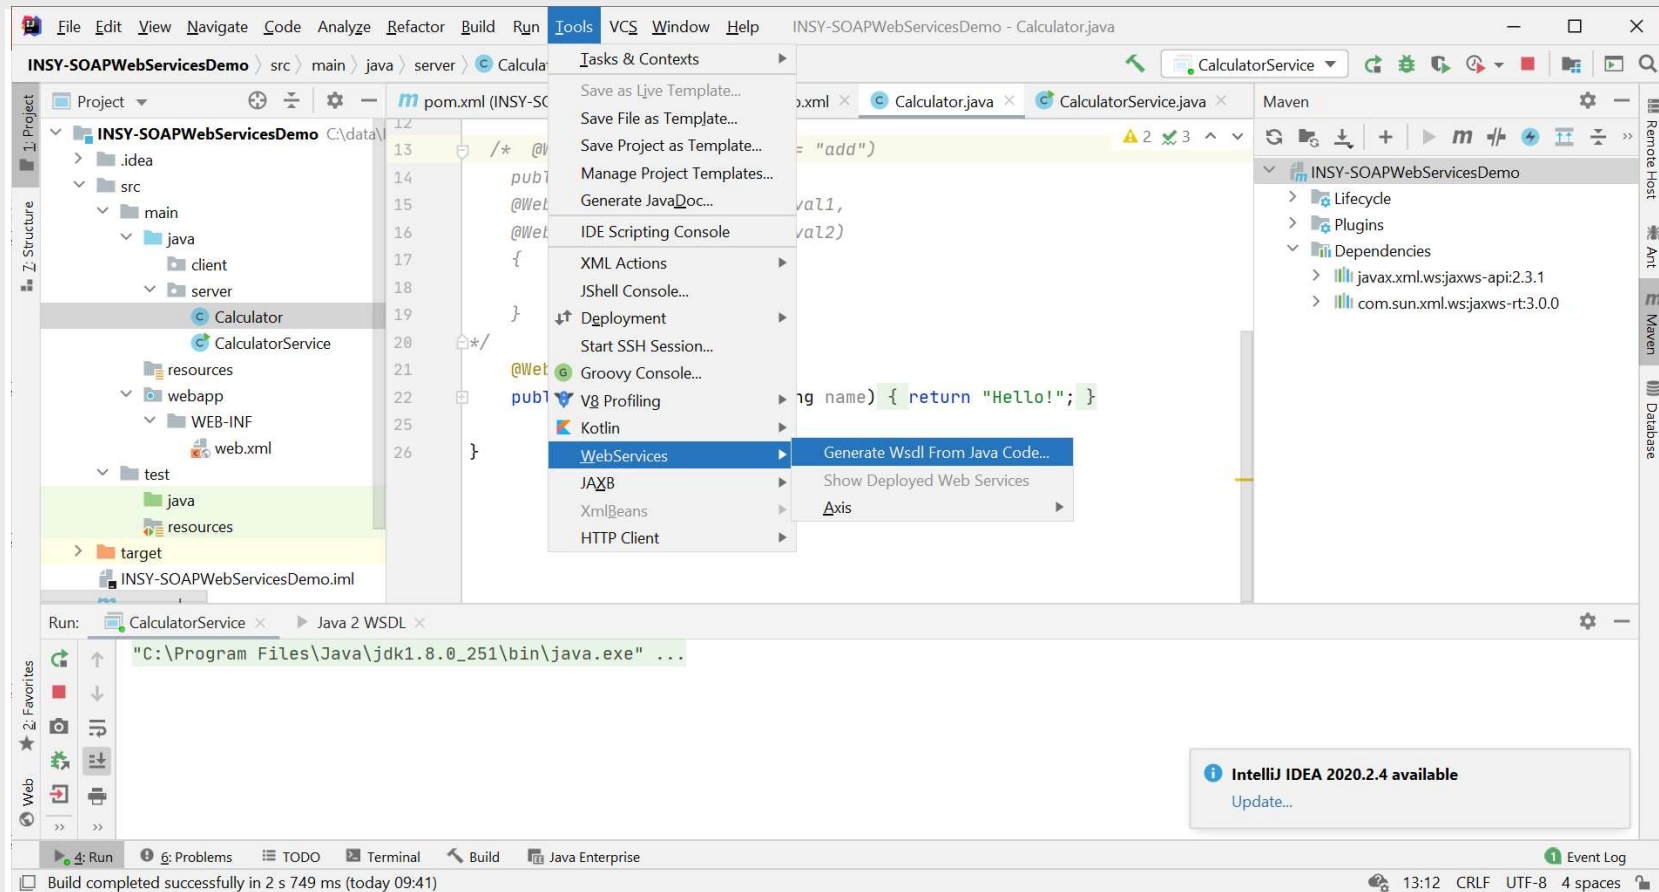 File Edit View Navigate Code Analyze Refactor Build Run Tools VCS Window Help INSY-SOAPWebServicesDemo - Calculator.java
INSY-SOAPWebServicesDemo src main java server Calcula
CalculatorService
1: Project
7: Structure
2: Favorites
Web
Project
INSY-SOAPWebServicesDemo C:\data\
.idea
src
main
java
client
server
Calculator
CalculatorService
resources
webapp
WEB-INF
web.xml
test
java
resources
target
INSY-SOAPWebServicesDemo.iml
pom.xml (INSY-SO
.xml
Calculator.java
CalculatorService.java
2 3
12
13 /* @W = "add")
14 publ
15 @Web val1,
16 @Web val2)
17 {
18
19 }
20 */
21 @Web
22 publ ng name) { return "Hello!"; }
25
26 }
Tasks & Contexts
Save as Live Template...
Save File as Template...
Save Project as Template...
Manage Project Templates...
Generate JavaDoc...
IDE Scripting Console
XML Actions
JShell Console...
Deployment
Start SSH Session...
Groovy Console...
V8 Profiling
Kotlin
WebServices
JAXB
XmlBeans
HTTP Client
Generate Wsdl From Java Code...
Show Deployed Web Services
Axis
Maven
INSY-SOAPWebServicesDemo
Lifecycle
Plugins
Dependencies
javax.xml.ws:jaxws-api:2.3.1
com.sun.xml.ws:jaxws-rt:3.0.0
Remote Host
Ant
Maven
Database
Run: CalculatorService Java 2 WSDL
"C:\Program Files\Java\jdk1.8.0_251\bin\java.exe" ...
IntelliJ IDEA 2020.2.4 available
Update...
4: Run 6: Problems TODO Terminal Build Java Enterprise 1 Event Log
Build completed successfully in 2 s 749 ms (today 09:41) 13:12 CRLF UTF-8 4 spaces